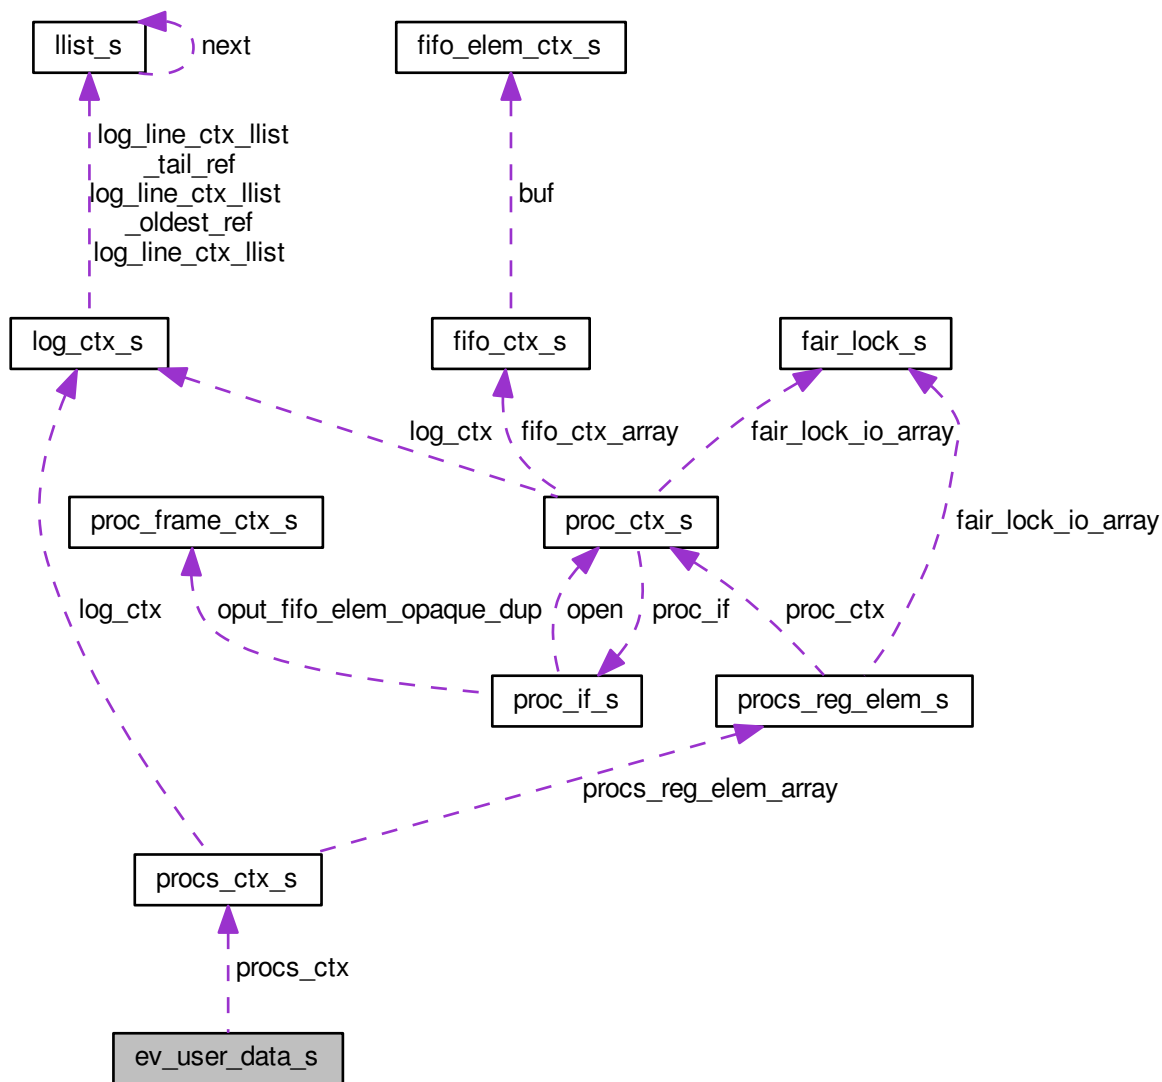 llist_s
next
fifo_elem_ctx_s
log_line_ctx_llist
_tail_ref
log_line_ctx_llist
_oldest_ref
log_line_ctx_llist
buf
log_ctx_s
fifo_ctx_s
fair_lock_s
log_ctx
fifo_ctx_array
fair_lock_io_array
proc_frame_ctx_s
proc_ctx_s
fair_lock_io_array
log_ctx
oput_fifo_elem_opaque_dup
open
proc_if
proc_ctx
proc_if_s
procs_reg_elem_s
procs_reg_elem_array
procs_ctx_s
procs_ctx
ev_user_data_s